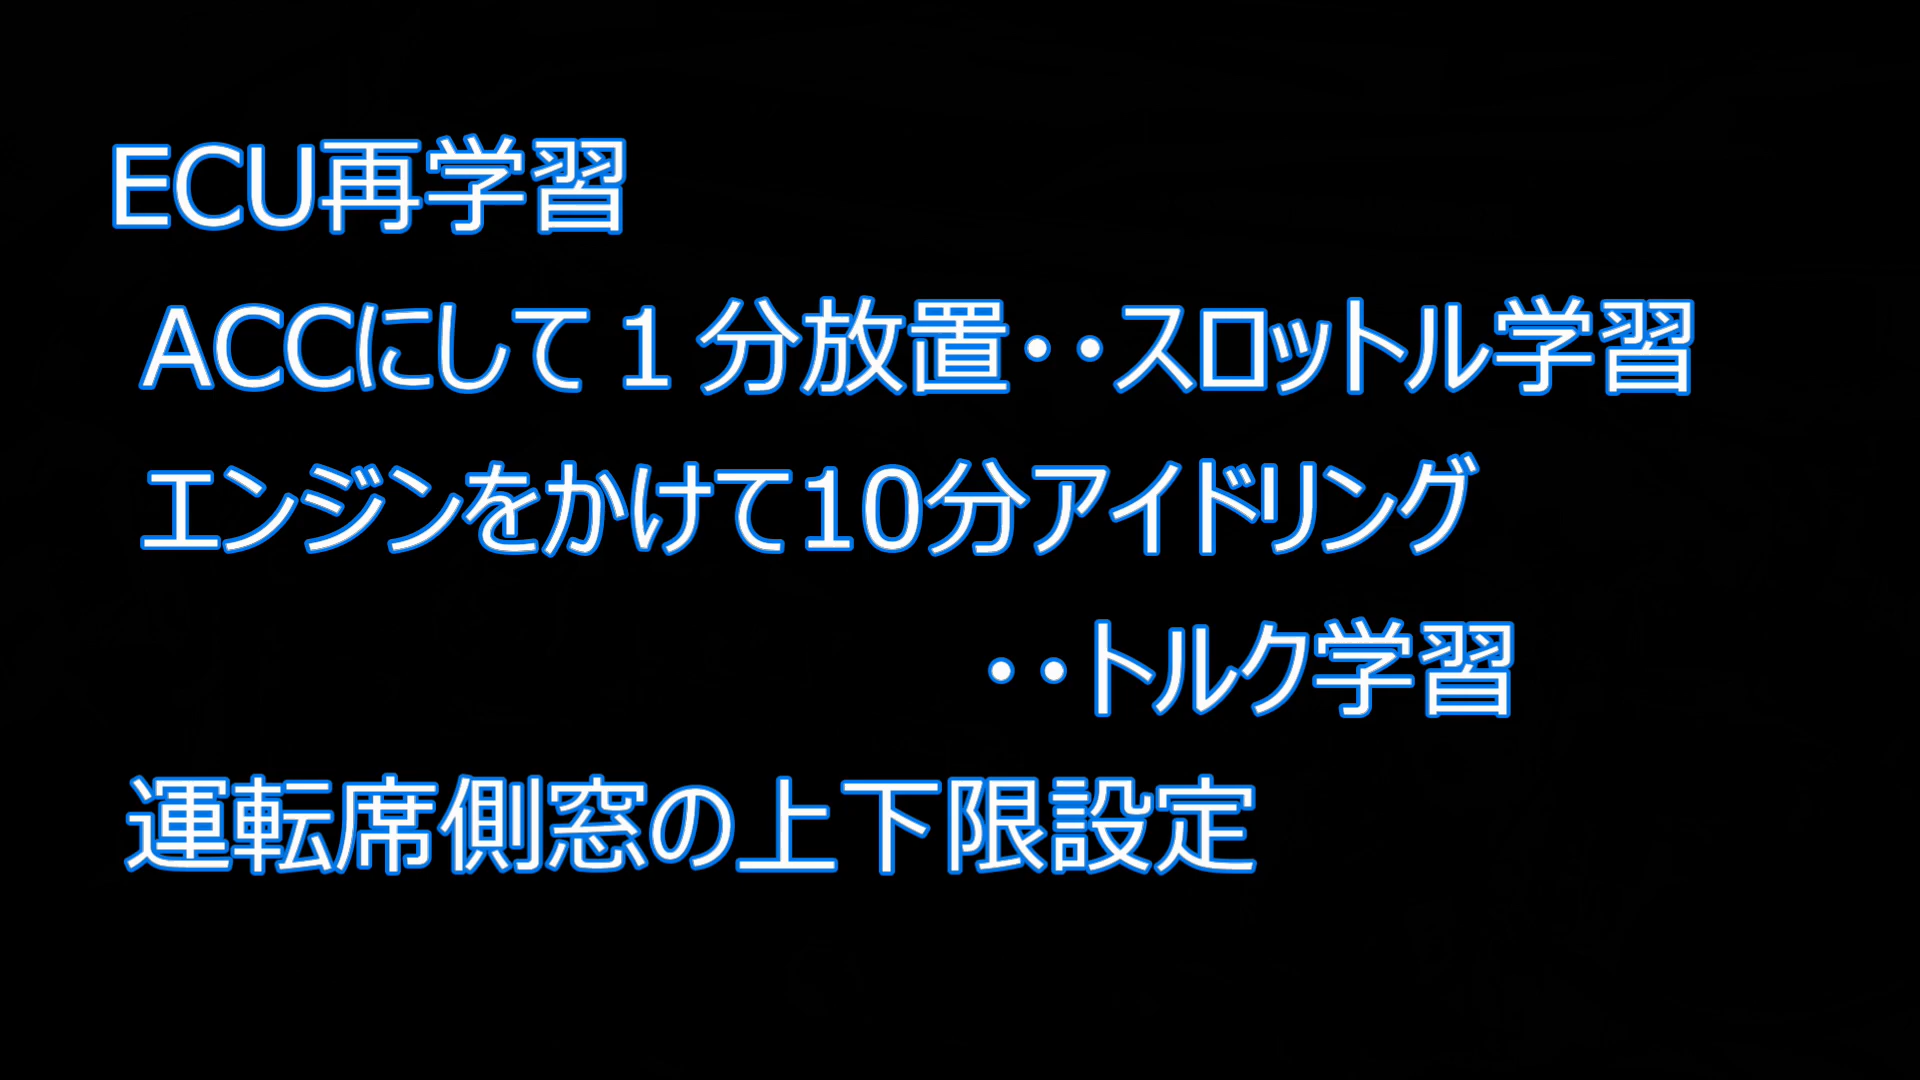 ECU再学習
ACCにして１分放置・・スロットル学習
エンジンをかけて10分アイドリング
・・トルク学習
運転席側窓の上下限設定